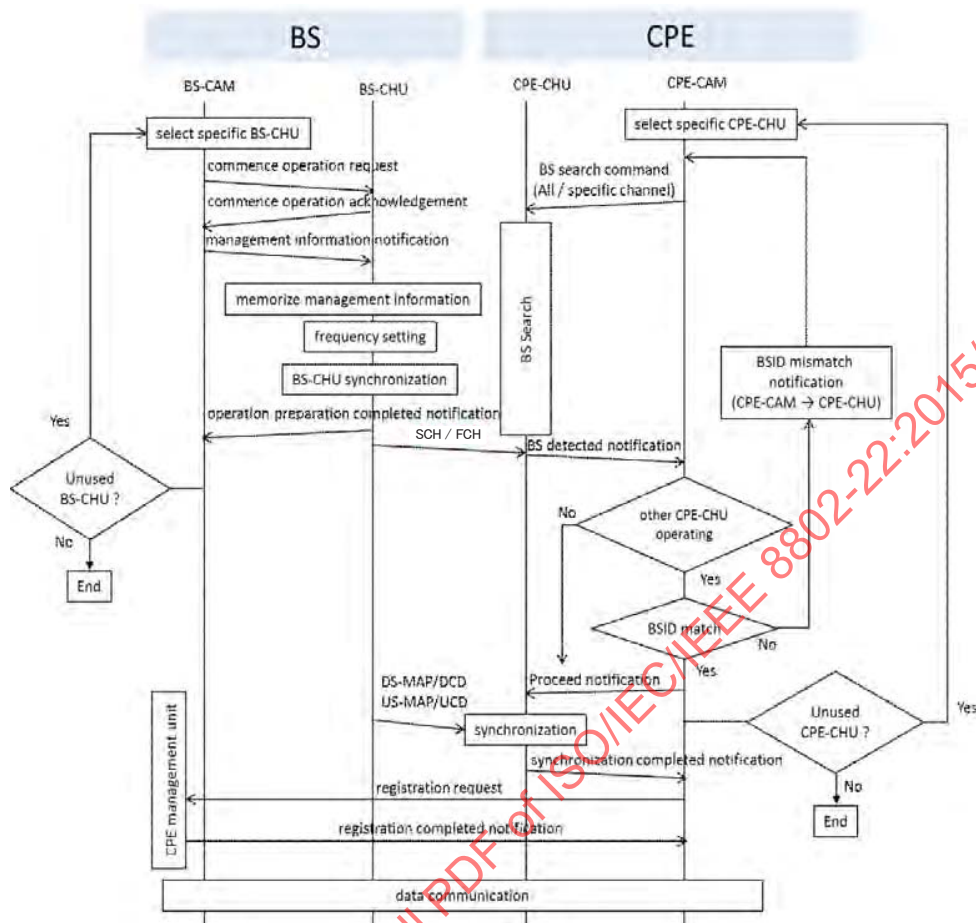 BS
CPE
BS-CAM
BS-CHU
CPE-CHU
CPE-CAM
select specific BS-CHU
select specific CPE-CHU
commence operation request
BS search command
(All / specific channel)
commence operation acknowledgement
management information notification
memorize management information
frequency setting
BS Search
BS-CHU synchronization
BSID mismatch
notification
(CPE-CAM → CPE-CHU)
operation preparation completed notification
Yes
SCH / FCH
BS detected notification
Unused
BS-CHU ?
No
other CPE-CHU
operating
No
End
Yes
BSID match
No
Yes
DS-MAP/DCD
US-MAP/UCD
Proceed notification
synchronization
Unused
CPE-CHU ?
Yes
CPE management unit
synchronization completed notification
registration request
No
End
registration completed notification
data communication
PDF of ISO/IEC/IEEE 8802-22:2015/